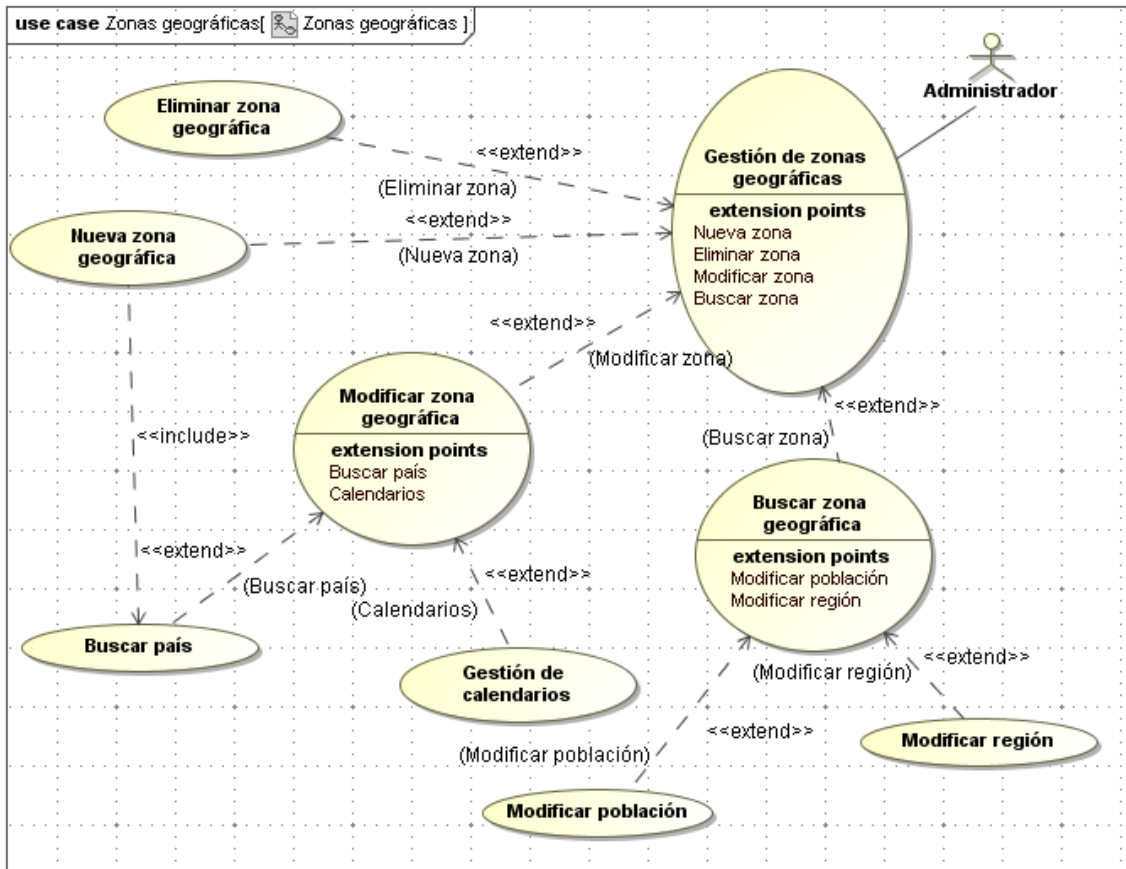 use case Zonas geográficas[ Zonas geográficas ]
Administrador
Eliminar zona
geográfica
<<extend>>
(Eliminar zona)
Gestión de zonas
geográficas
extension points
Nueva zona
Eliminar zona
Modificar zona
Buscar zona
Nueva zona
geográfica
<<extend>>
(Nueva zona)
<<extend>>
(Modificar zona)
Modificar zona
geográfica
extension points
Buscar país
Calendarios
<<extend>>
(Buscar zona)
<<include>>
Buscar zona
geográfica
extension points
Modificar población
Modificar región
<<extend>>
(Buscar país)
<<extend>>
(Calendarios)
Buscar país
Gestión de
calendarios
<<extend>>
(Modificar región)
<<extend>>
(Modificar población)
Modificar región
Modificar población